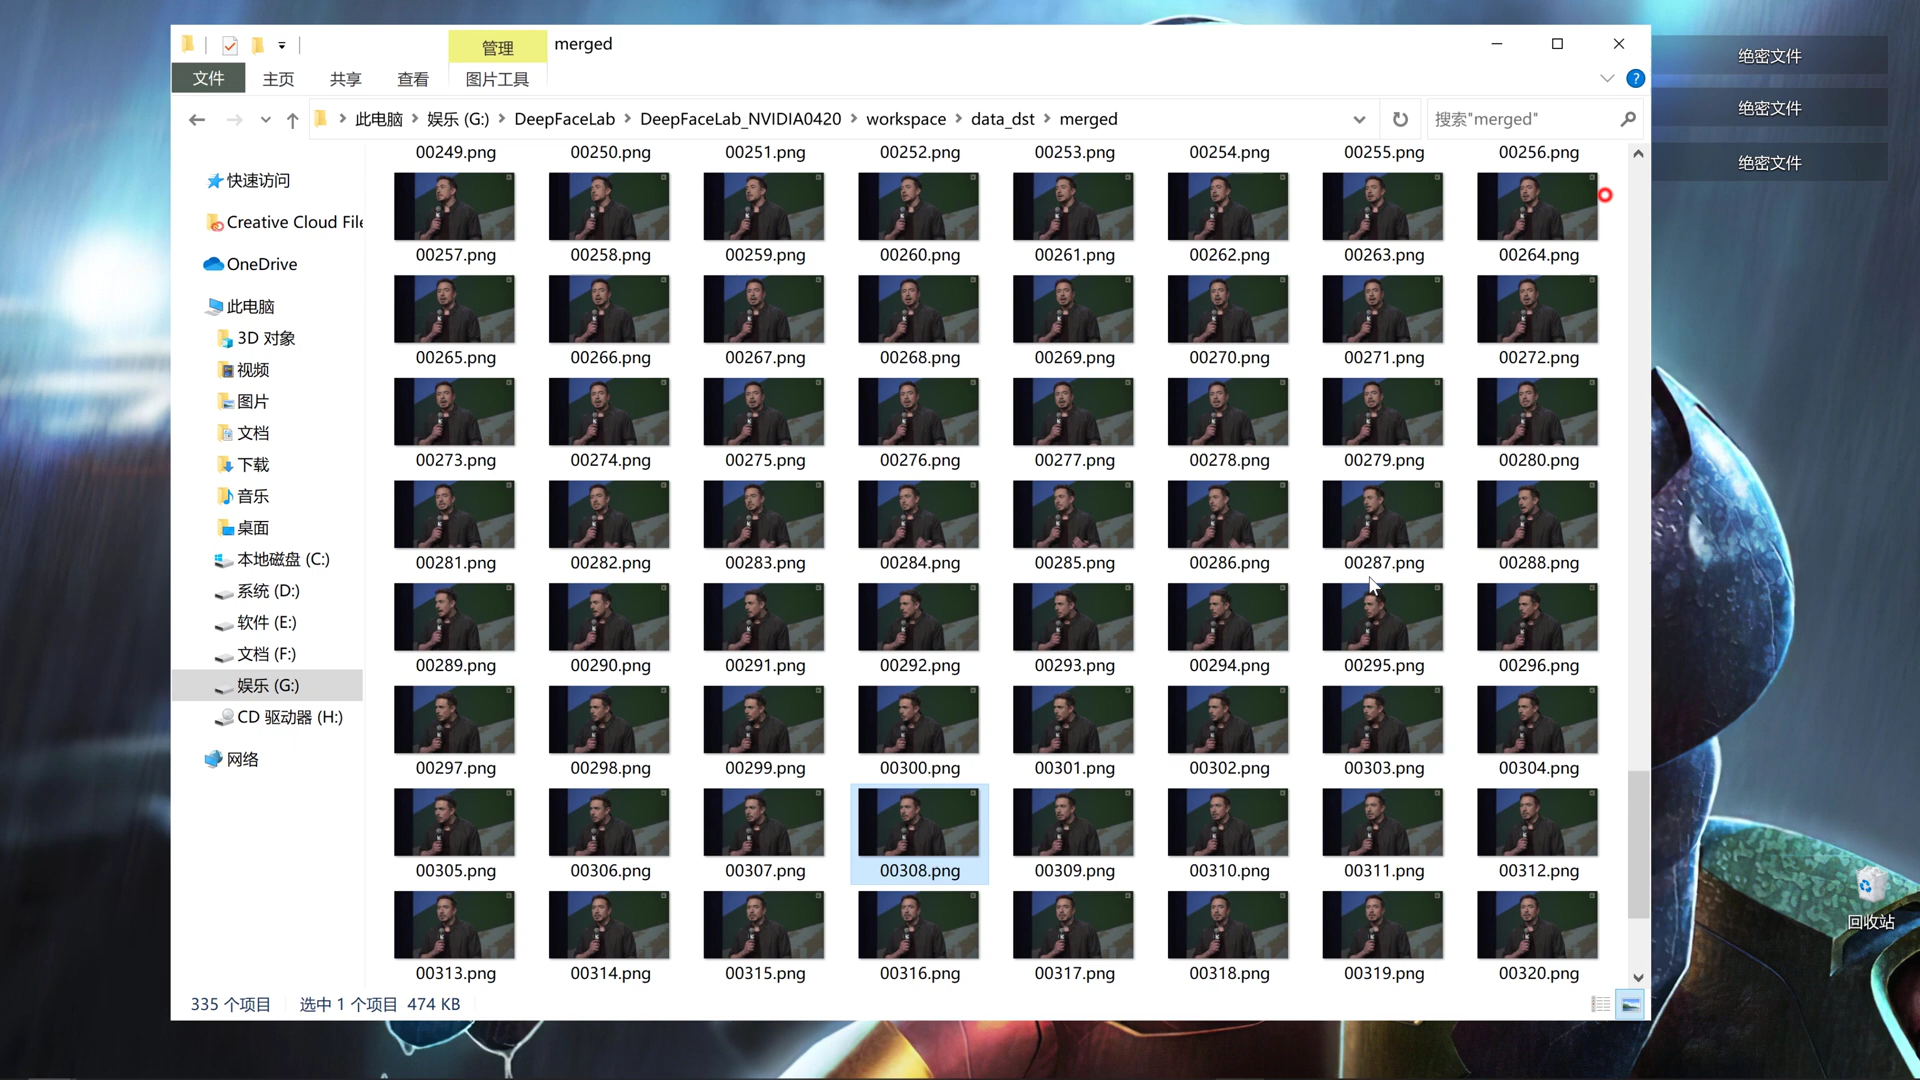 管理
merged
文件
主页
共享
查看
图片工具
此电脑 娱乐 (G:) DeepFaceLab DeepFaceLab_NVIDIA0420 workspace data_dst merged
搜索"merged"
快速访问
Creative Cloud File
OneDrive
此电脑
3D 对象
视频
图片
文档
下载
音乐
桌面
本地磁盘 (C:)
系统 (D:)
软件 (E:)
文档 (F:)
娱乐 (G:)
CD 驱动器 (H:)
网络
00249.png 00250.png 00251.png 00252.png 00253.png 00254.png 00255.png 00256.png
00257.png 00258.png 00259.png 00260.png 00261.png 00262.png 00263.png 00264.png
00265.png 00266.png 00267.png 00268.png 00269.png 00270.png 00271.png 00272.png
00273.png 00274.png 00275.png 00276.png 00277.png 00278.png 00279.png 00280.png
00281.png 00282.png 00283.png 00284.png 00285.png 00286.png 00287.png 00288.png
00289.png 00290.png 00291.png 00292.png 00293.png 00294.png 00295.png 00296.png
00297.png 00298.png 00299.png 00300.png 00301.png 00302.png 00303.png 00304.png
00305.png 00306.png 00307.png 00308.png 00309.png 00310.png 00311.png 00312.png
00313.png 00314.png 00315.png 00316.png 00317.png 00318.png 00319.png 00320.png
335 个项目 选中 1 个项目 474 KB
绝密文件
绝密文件
绝密文件
回收站